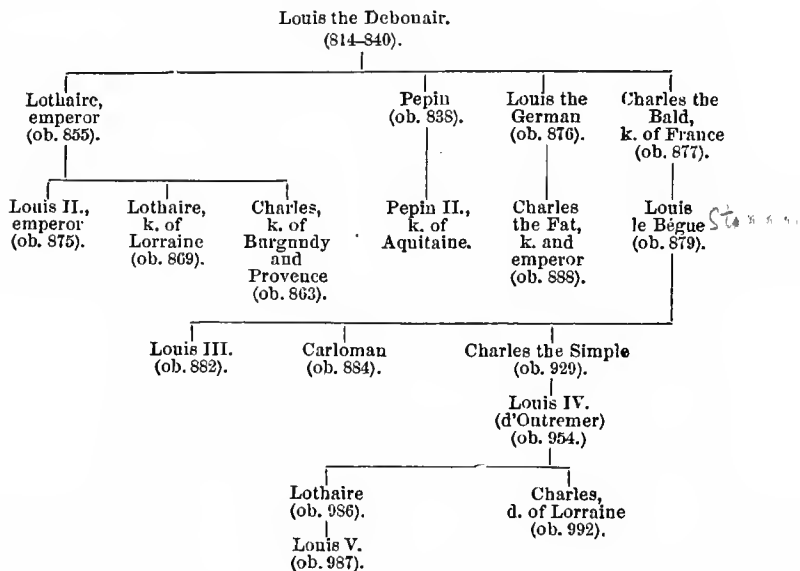 Louis the Debonair.
(814–840).
Lothaire,
emperor
(ob. 855).
Pepin
(ob. 838).
Louis the
German
(ob. 876).
Charles the
Bald,
k. of France
(ob. 877).
Louis II.,
emperor
(ob. 875).
Lothaire,
k. of
Lorraine
(ob. 869).
Charles,
k. of
Burgundy
and
Provence
(ob. 863).
Pepin II.,
k. of
Aquitaine.
Charles
the Fat,
k. and
emperor
(ob. 888).
Louis
le Bégue
(ob. 879).
Louis III.
(ob. 882).
Carloman
(ob. 884).
Charles the Simple
(ob. 929).
Louis IV.
(d'Outremer)
(ob. 954.)
Lothaire
(ob. 986).
Charles,
d. of Lorraine
(ob. 992).
Louis V.
(ob. 987).